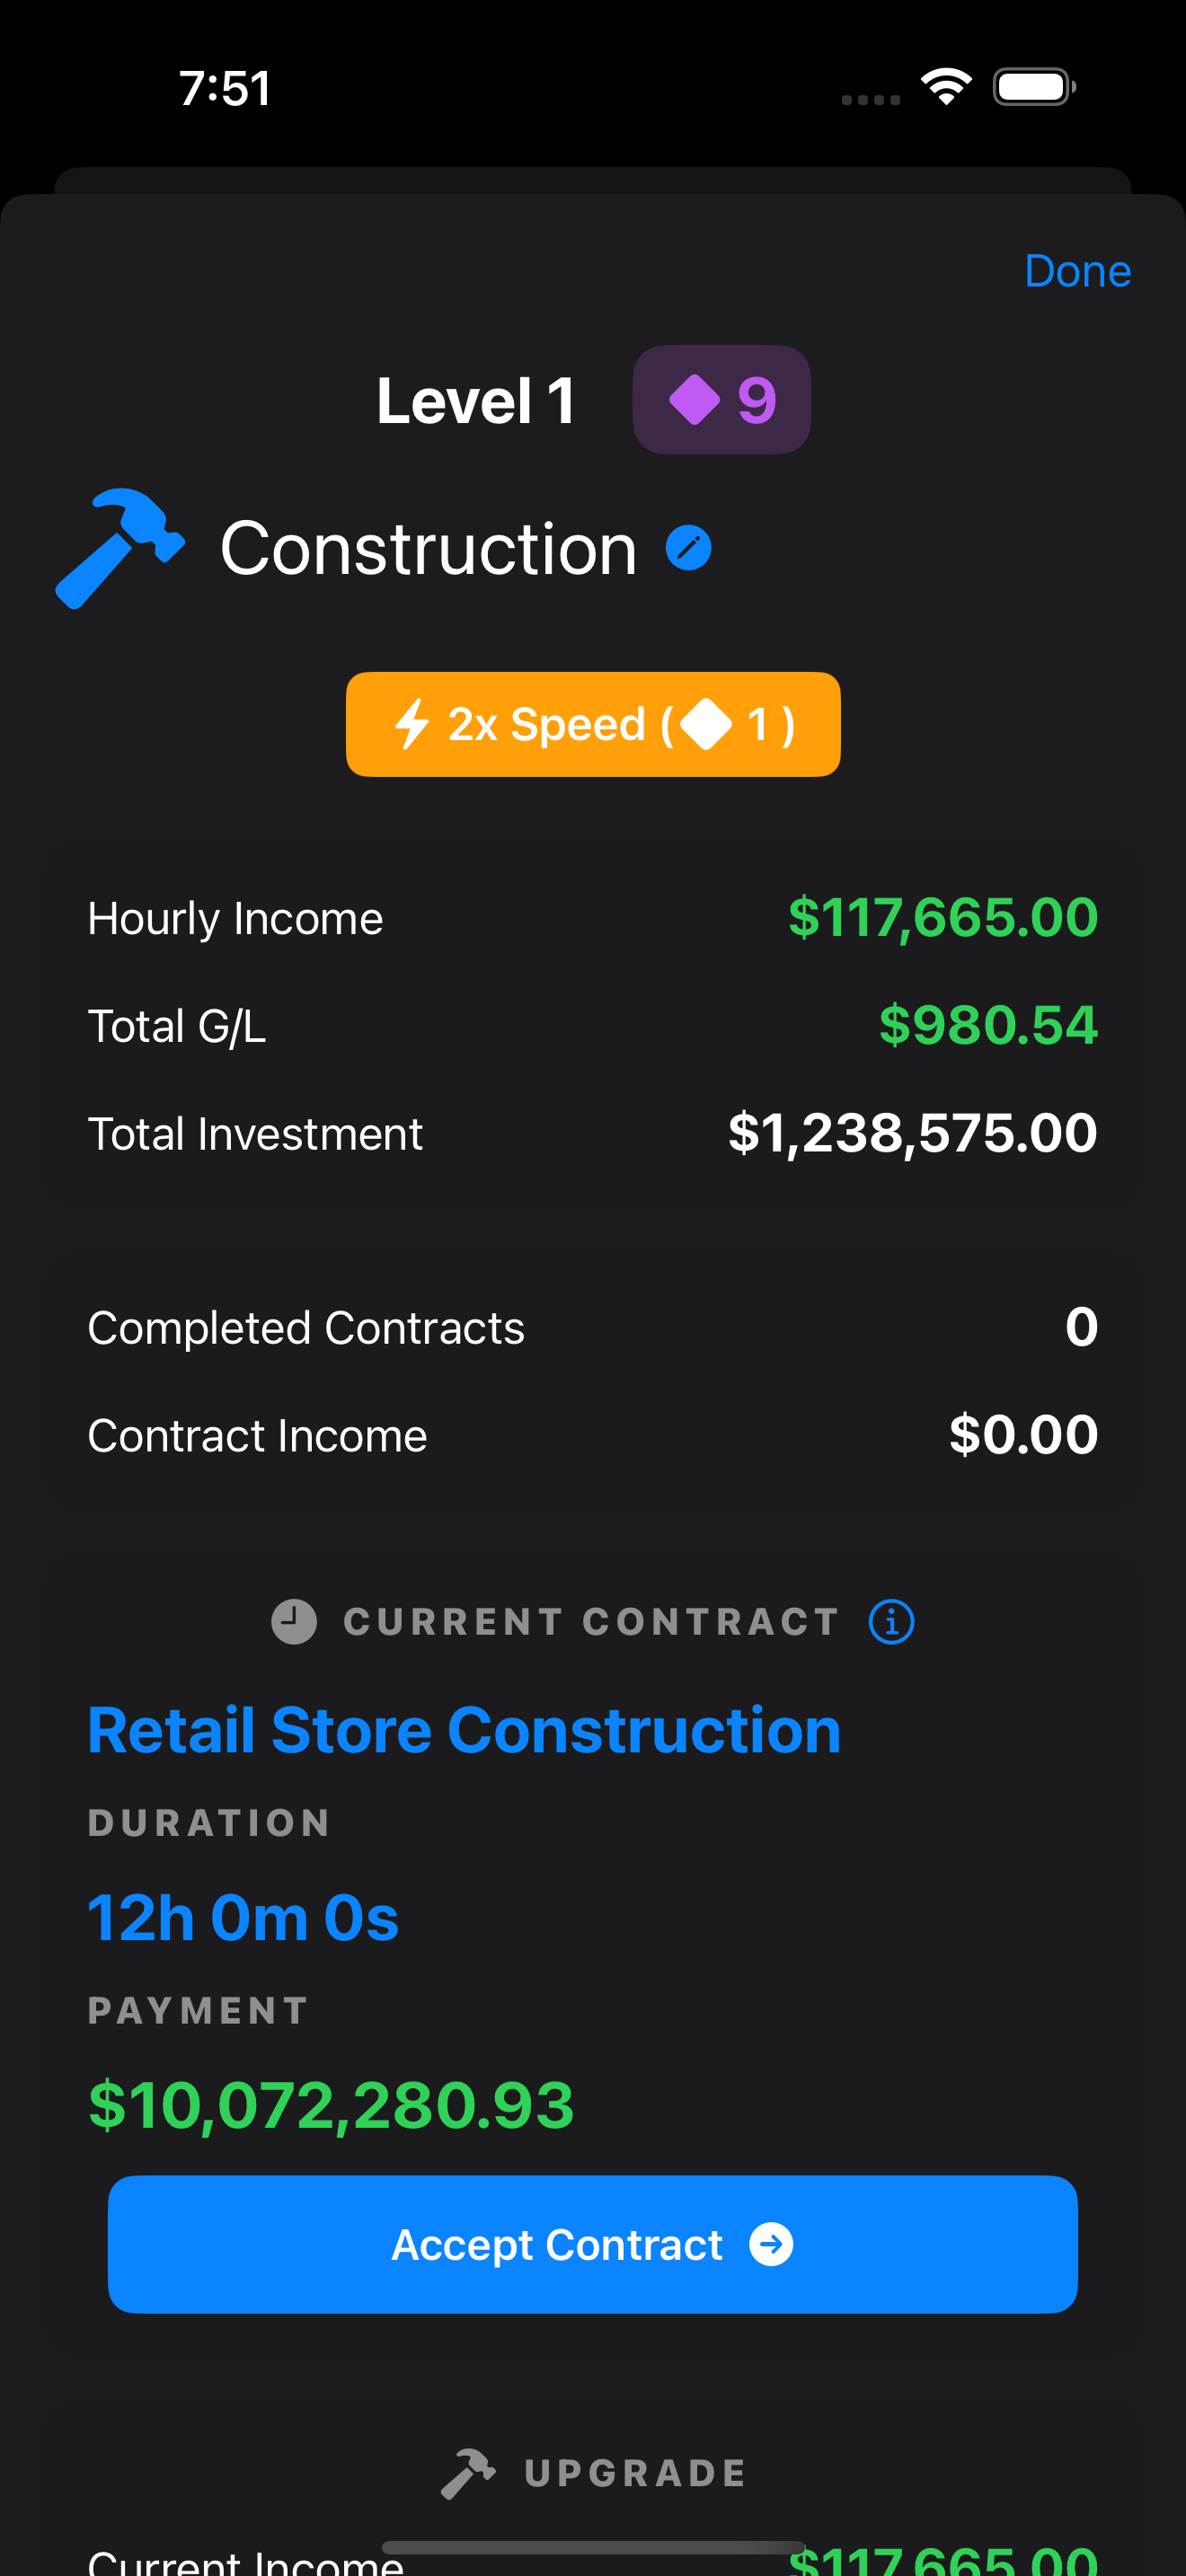 7:51
Done
Level 1 9
Construction
2x Speed ( 1 )
Hourly Income $117,665.00
Total G/L $980.54
Total Investment $1,238,575.00
Completed Contracts 0
Contract Income $0.00
CURRENT CONTRACT
Retail Store Construction
DURATION
12h 0m 0s
PAYMENT
$10,072,280.93
Accept Contract
UPGRADE
Current Income $117,665.00